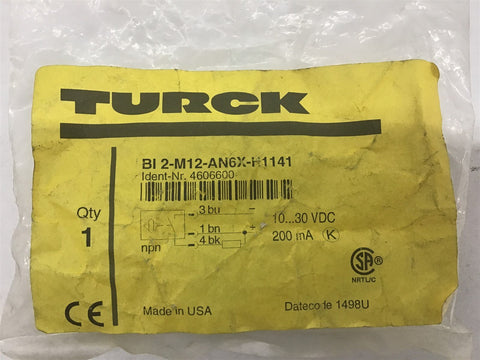 TURCK
BI 2-M12-AN6X-H1141
Ident-Nr. 4606600
Qty
1
3 bu –
1 bn +
4 bk
npn
10...30 VDC
200 mA K
SA ®
NRTL/C
CE
Made in USA
Datecode 1498U